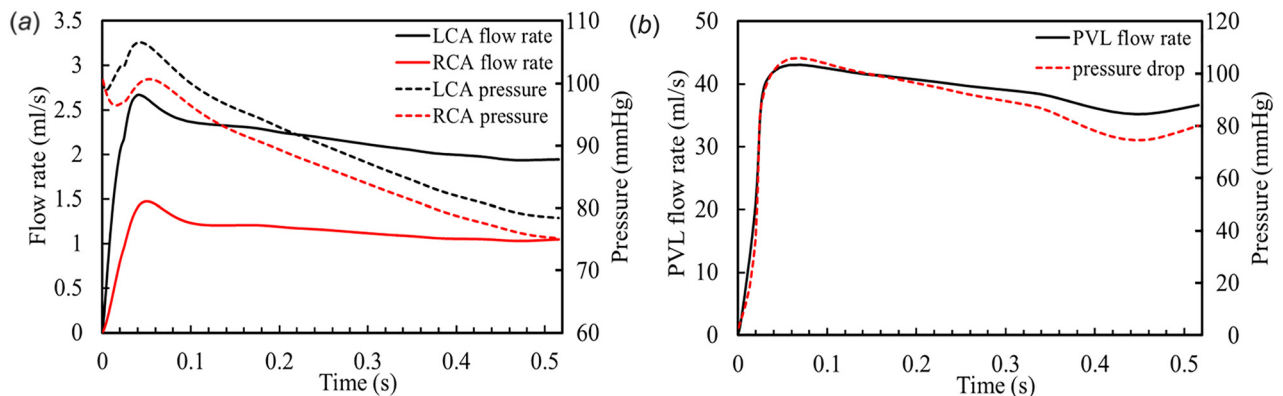 (a)
Flow rate (ml/s)
3.5
3
2.5
2
1.5
1
0.5
0
LCA flow rate
RCA flow rate
LCA pressure
RCA pressure
110
100
90
80
70
60
Pressure (mmHg)
0 0.1 0.2 0.3 0.4 0.5
Time (s)
(b)
PVL flow rate (ml/s)
50
40
30
20
10
0
PVL flow rate
pressure drop
120
100
80
60
40
20
0
Pressure (mmHg)
0 0.1 0.2 0.3 0.4 0.5
Time (s)